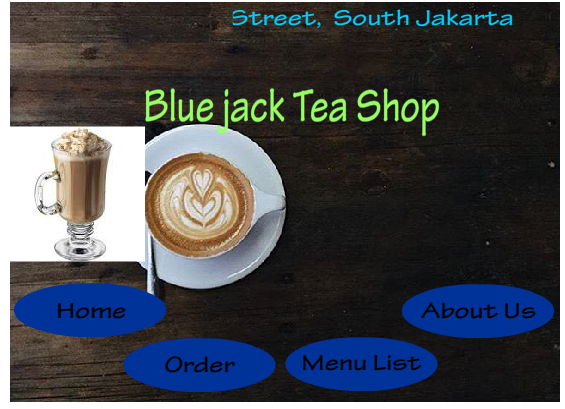 Street, South Jakarta
Blue jack Tea Shop
Home
About Us
Order
Menu List